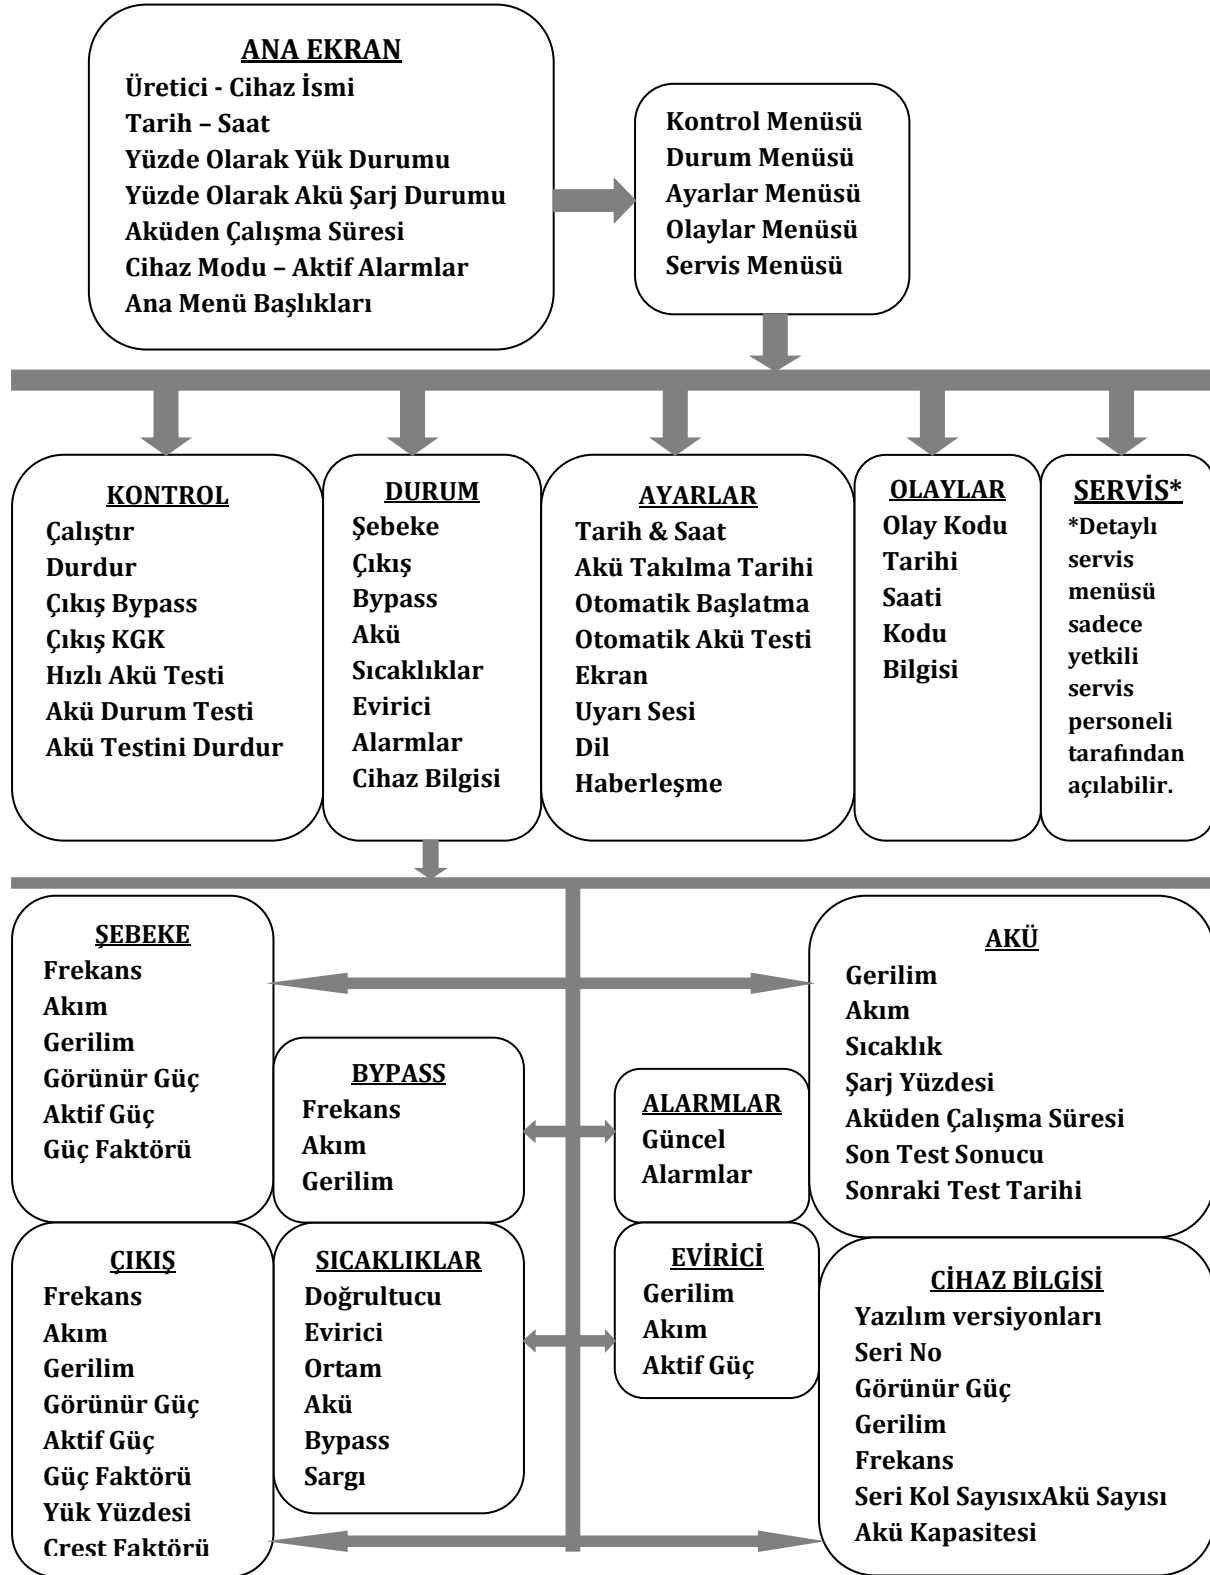 ANA EKRAN
Üretici - Cihaz İsmi
Tarih – Saat
Yüzde Olarak Yük Durumu
Yüzde Olarak Akü Şarj Durumu
Aküden Çalışma Süresi
Cihaz Modu – Aktif Alarmlar
Ana Menü Başlıkları
Kontrol Menüsü
Durum Menüsü
Ayarlar Menüsü
Olaylar Menüsü
Servis Menüsü
KONTROL
Çalıştır
Durdur
Çıkış Bypass
Çıkış KGK
Hızlı Akü Testi
Akü Durum Testi
Akü Testini Durdur
DURUM
Şebeke
Çıkış
Bypass
Akü
Sıcaklıklar
Evirici
Alarmlar
Cihaz Bilgisi
AYARLAR
Tarih & Saat
Akü Takılma Tarihi
Otomatik Başlatma
Otomatik Akü Testi
Ekran
Uyarı Sesi
Dil
Haberleşme
OLAYLAR
Olay Kodu
Tarihi
Saati
Kodu
Bilgisi
SERVİS*
*Detaylı
servis
menüsü
sadece
yetkili
servis
personeli
tarafından
açılabilir.
ŞEBEKE
Frekans
Akım
Gerilim
Görünür Güç
Aktif Güç
Güç Faktörü
BYPASS
Frekans
Akım
Gerilim
ALARMLAR
Güncel
Alarmlar
AKÜ
Gerilim
Akım
Sıcaklık
Şarj Yüzdesi
Aküden Çalışma Süresi
Son Test Sonucu
Sonraki Test Tarihi
ÇIKIŞ
Frekans
Akım
Gerilim
Görünür Güç
Aktif Güç
Güç Faktörü
Yük Yüzdesi
Crest Faktörü
SICAKLIKLAR
Doğrultucu
Evirici
Ortam
Akü
Bypass
Sargı
EVİRİCİ
Gerilim
Akım
Aktif Güç
CİHAZ BİLGİSİ
Yazılım versiyonları
Seri No
Görünür Güç
Gerilim
Frekans
Seri Kol SayısıxAkü Sayısı
Akü Kapasitesi